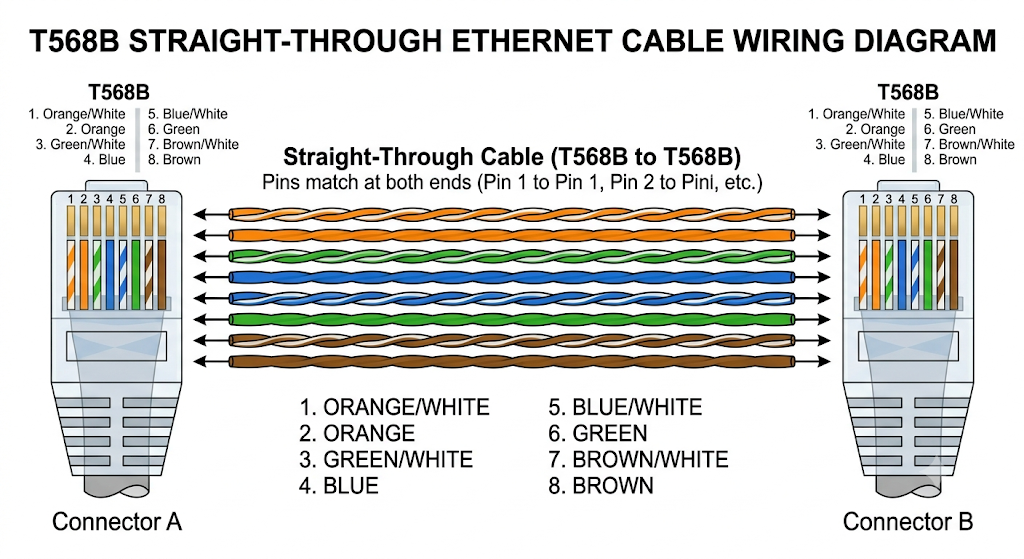 T568B STRAIGHT-THROUGH ETHERNET CABLE WIRING DIAGRAM
T568B
1. Orange/White
2. Orange
3. Green/White
4. Blue
5. Blue/White
6. Green
7. Brown/White
8. Brown
T568B
1. Orange/White
2. Orange
3. Green/White
4. Blue
5. Blue/White
6. Green
7. Brown/White
8. Brown
Straight-Through Cable (T568B to T568B)
Pins match at both ends (Pin 1 to Pin 1, Pin 2 to Pini, etc.)
1 2 3 4 5 6 7 8
1 2 3 4 5 6 7 8
1. ORANGE/WHITE
2. ORANGE
3. GREEN/WHITE
4. BLUE
5. BLUE/WHITE
6. GREEN
7. BROWN/WHITE
8. BROWN
Connector A
Connector B